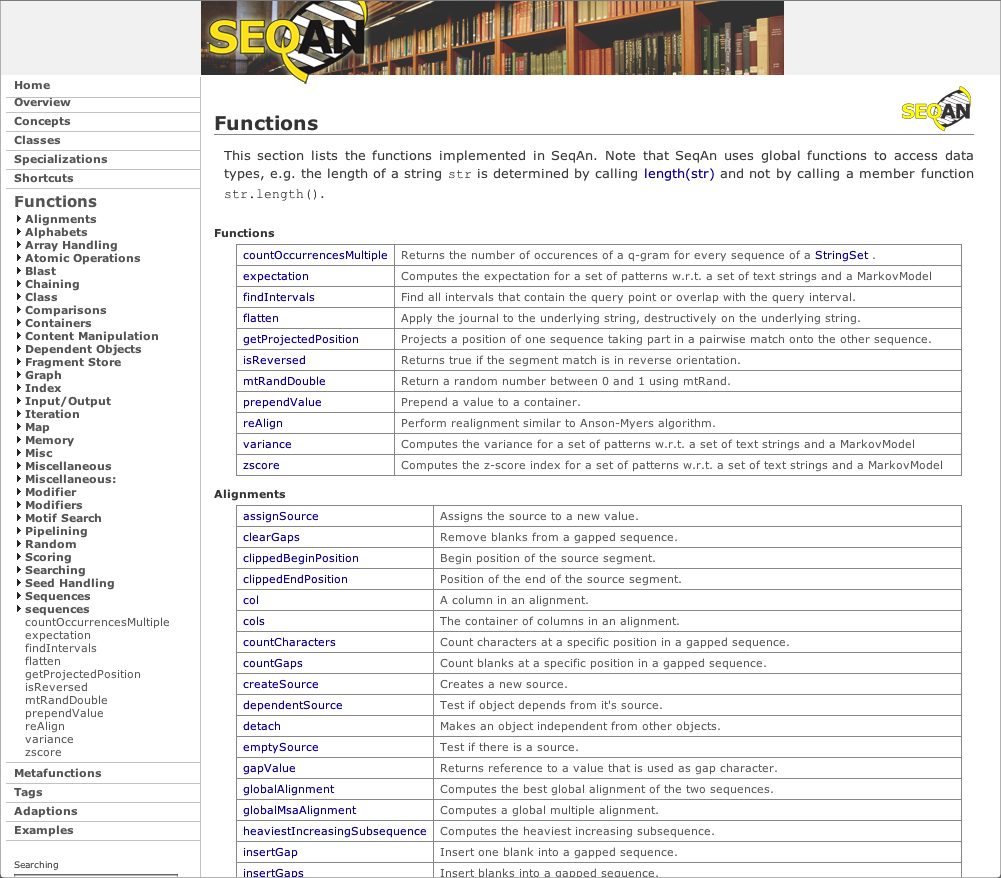 SEQAN
Home
Overview
Concepts
Classes
Specializations
Shortcuts
Functions
Alignments
Alphabets
Array Handling
Atomic Operations
Blast
Chaining
Class
Comparisons
Containers
Content Manipulation
Dependent Objects
Fragment Store
Graph
Index
Input/Output
Iteration
Map
Memory
Misc
Miscellaneous
Miscellaneous:
Modifier
Modifiers
Motif Search
Pipelining
Random
Scoring
Searching
Seed Handling
Sequences
sequences
countOccurrencesMultiple
expectation
findIntervals
flatten
getProjectedPosition
isReversed
mtRandDouble
prependValue
reAlign
variance
zscore
Metafunctions
Tags
Adaptions
Examples
Searching
SEQAN
Functions
This section lists the functions implemented in SeqAn. Note that SeqAn uses global functions to access data
types, e.g. the length of a string str is determined by calling length(str) and not by calling a member function
str.length().
Functions
countOccurrencesMultiple Returns the number of occurences of a q-gram for every sequence of a StringSet .
expectation Computes the expectation for a set of patterns w.r.t. a set of text strings and a MarkovModel
findIntervals Find all intervals that contain the query point or overlap with the query interval.
flatten Apply the journal to the underlying string, destructively on the underlying string.
getProjectedPosition Projects a position of one sequence taking part in a pairwise match onto the other sequence.
isReversed Returns true if the segment match is in reverse orientation.
mtRandDouble Return a random number between 0 and 1 using mtRand.
prependValue Prepend a value to a container.
reAlign Perform realignment similar to Anson-Myers algorithm.
variance Computes the variance for a set of patterns w.r.t. a set of text strings and a MarkovModel
zscore Computes the z-score index for a set of patterns w.r.t. a set of text strings and a MarkovModel
Alignments
assignSource Assigns the source to a new value.
clearGaps Remove blanks from a gapped sequence.
clippedBeginPosition Begin position of the source segment.
clippedEndPosition Position of the end of the source segment.
col A column in an alignment.
cols The container of columns in an alignment.
countCharacters Count characters at a specific position in a gapped sequence.
countGaps Count blanks at a specific position in a gapped sequence.
createSource Creates a new source.
dependentSource Test if object depends from it's source.
detach Makes an object independent from other objects.
emptySource Test if there is a source.
gapValue Returns reference to a value that is used as gap character.
globalAlignment Computes the best global alignment of the two sequences.
globalMsaAlignment Computes a global multiple alignment.
heaviestIncreasingSubsequence Computes the heaviest increasing subsequence.
insertGap Insert one blank into a gapped sequence.
insertGaps Insert blanks into a gapped sequence.